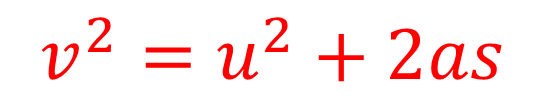 v² = u² + 2as